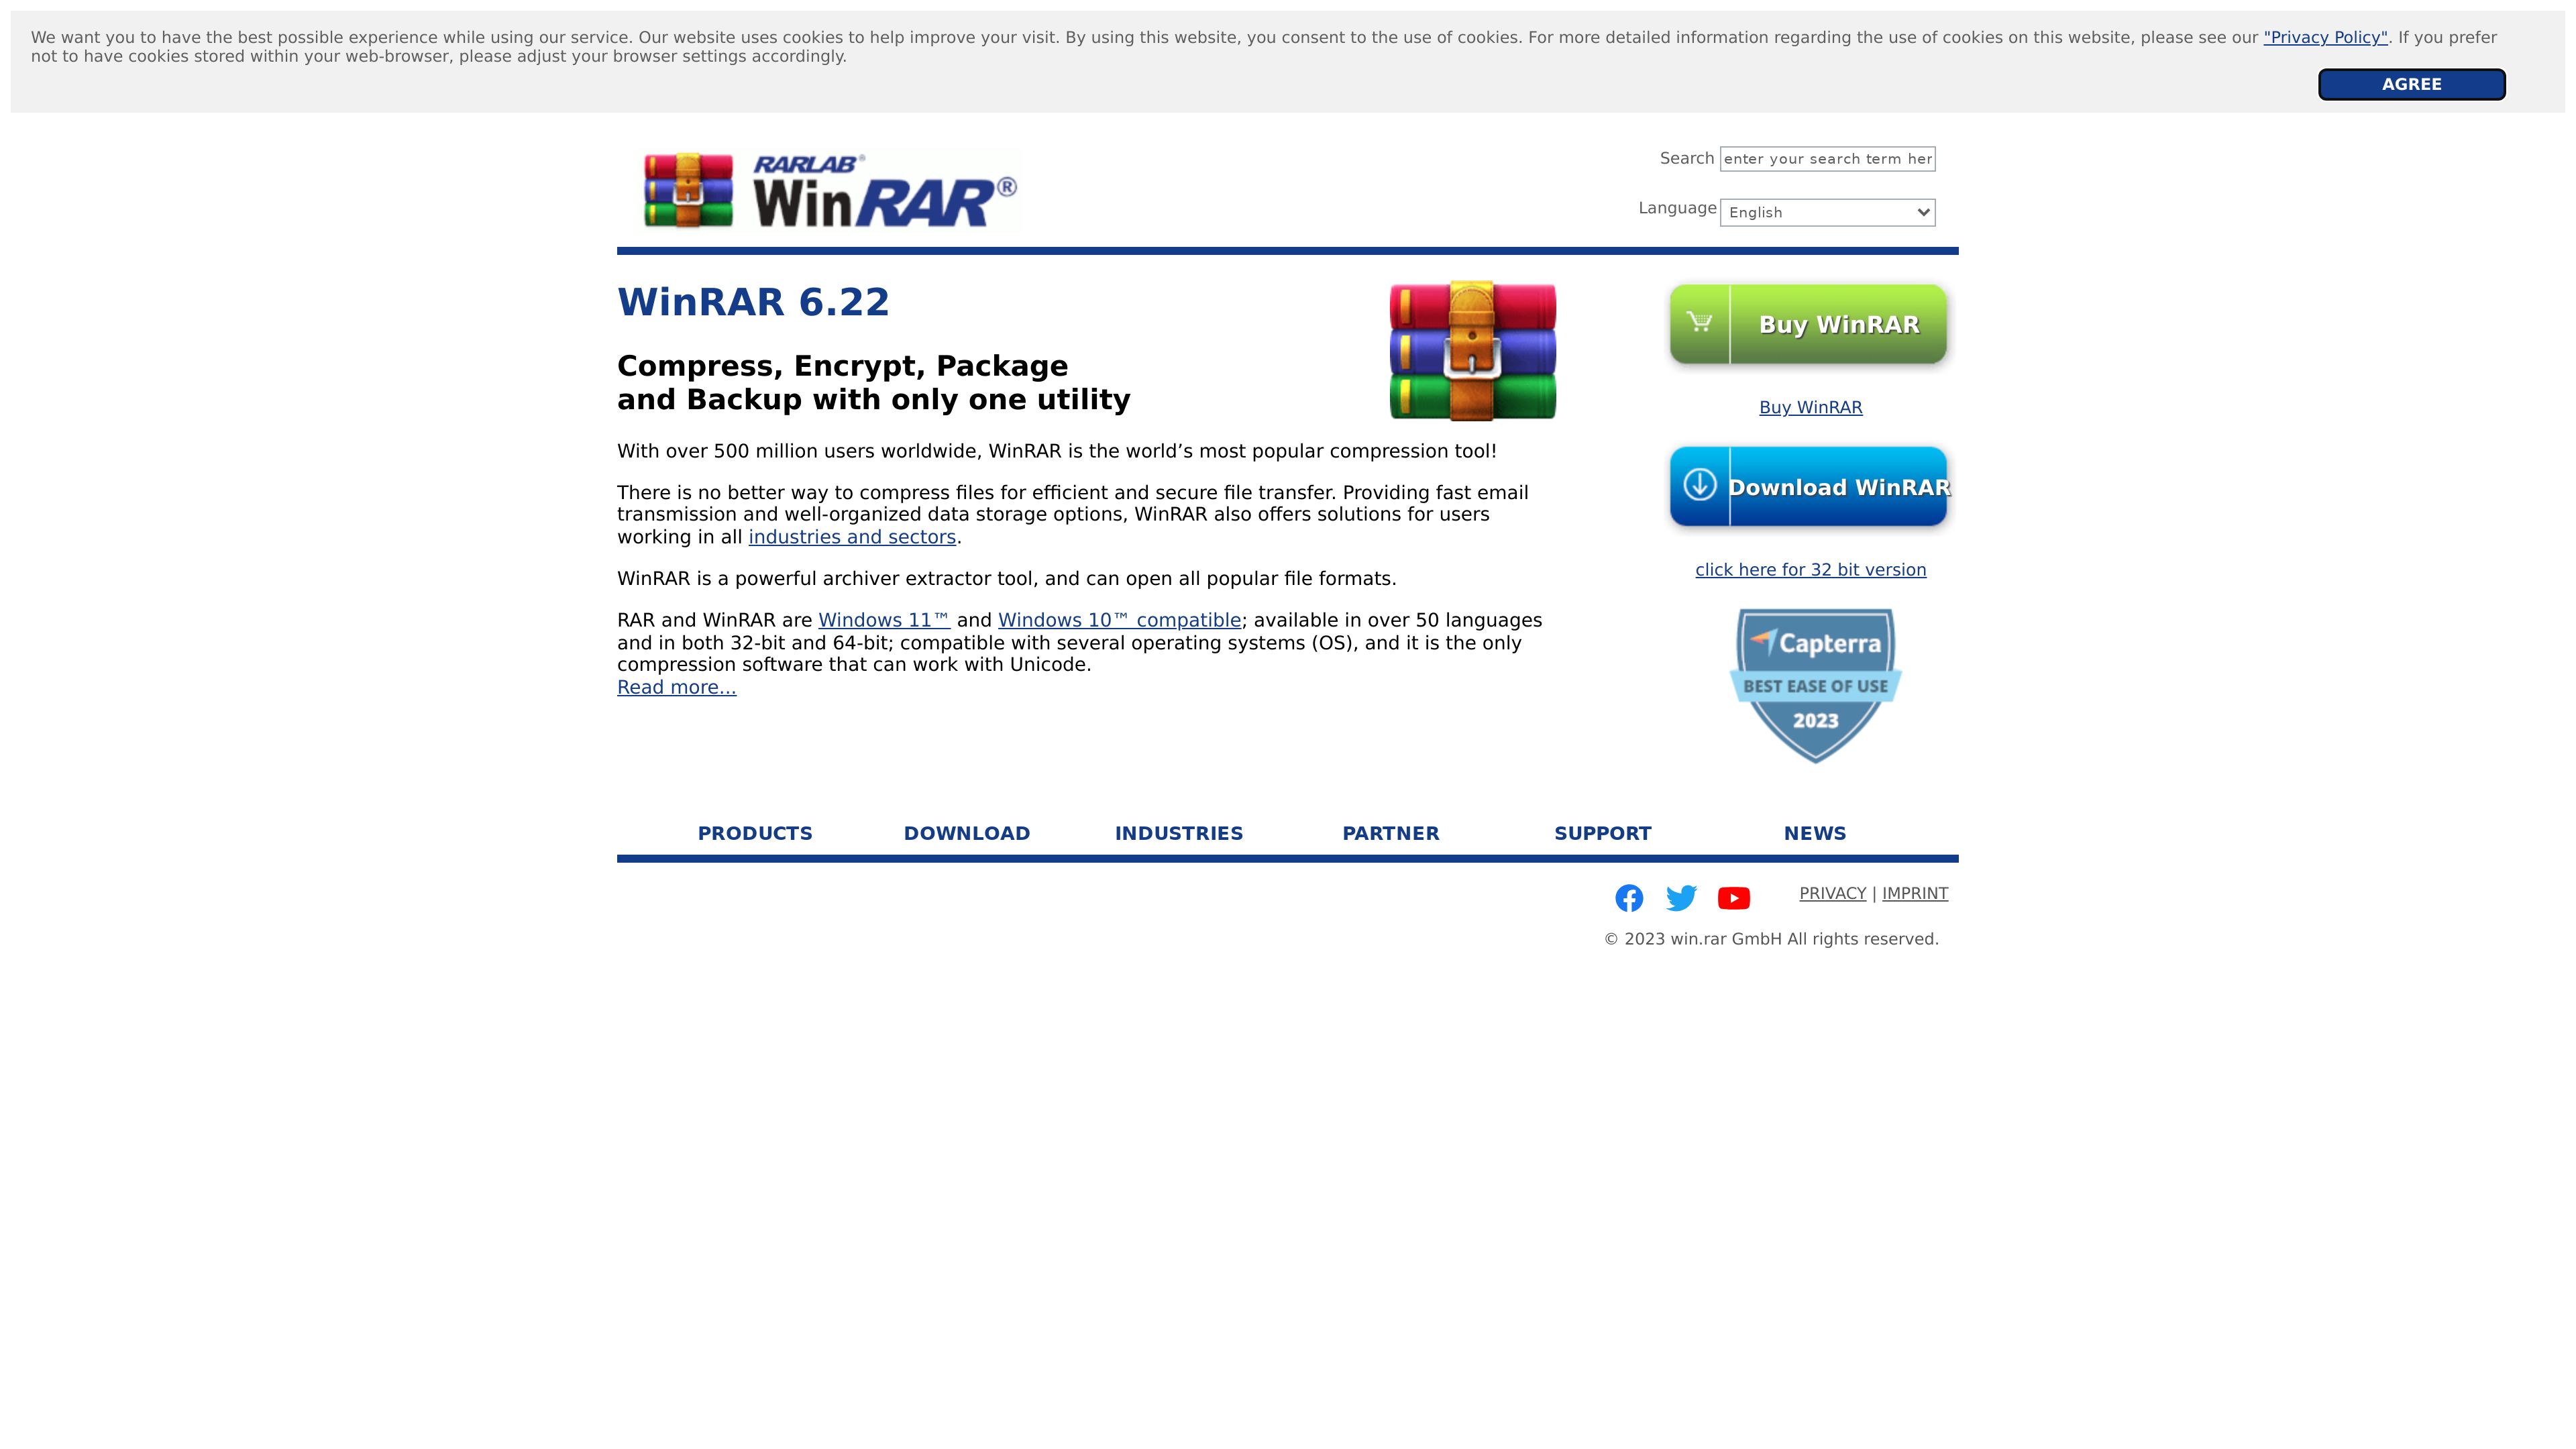 We want you to have the best possible experience while using our service. Our website uses cookies to help improve your visit. By using this website, you consent to the use of cookies. For more detailed information regarding the use of cookies on this website, please see our "Privacy Policy". If you prefer
not to have cookies stored within your web-browser, please adjust your browser settings accordingly.
AGREE
RARLAB®
WinRAR®
Search enter your search term her
Language English
WinRAR 6.22
Compress, Encrypt, Package
and Backup with only one utility
With over 500 million users worldwide, WinRAR is the world’s most popular compression tool!
There is no better way to compress files for efficient and secure file transfer. Providing fast email
transmission and well-organized data storage options, WinRAR also offers solutions for users
working in all industries and sectors.
WinRAR is a powerful archiver extractor tool, and can open all popular file formats.
RAR and WinRAR are Windows 11™ and Windows 10™ compatible; available in over 50 languages
and in both 32-bit and 64-bit; compatible with several operating systems (OS), and it is the only
compression software that can work with Unicode.
Read more...
Buy WinRAR
Buy WinRAR
Download WinRAR
click here for 32 bit version
Capterra
BEST EASE OF USE
2023
PRODUCTS DOWNLOAD INDUSTRIES PARTNER SUPPORT NEWS
PRIVACY | IMPRINT
© 2023 win.rar GmbH All rights reserved.